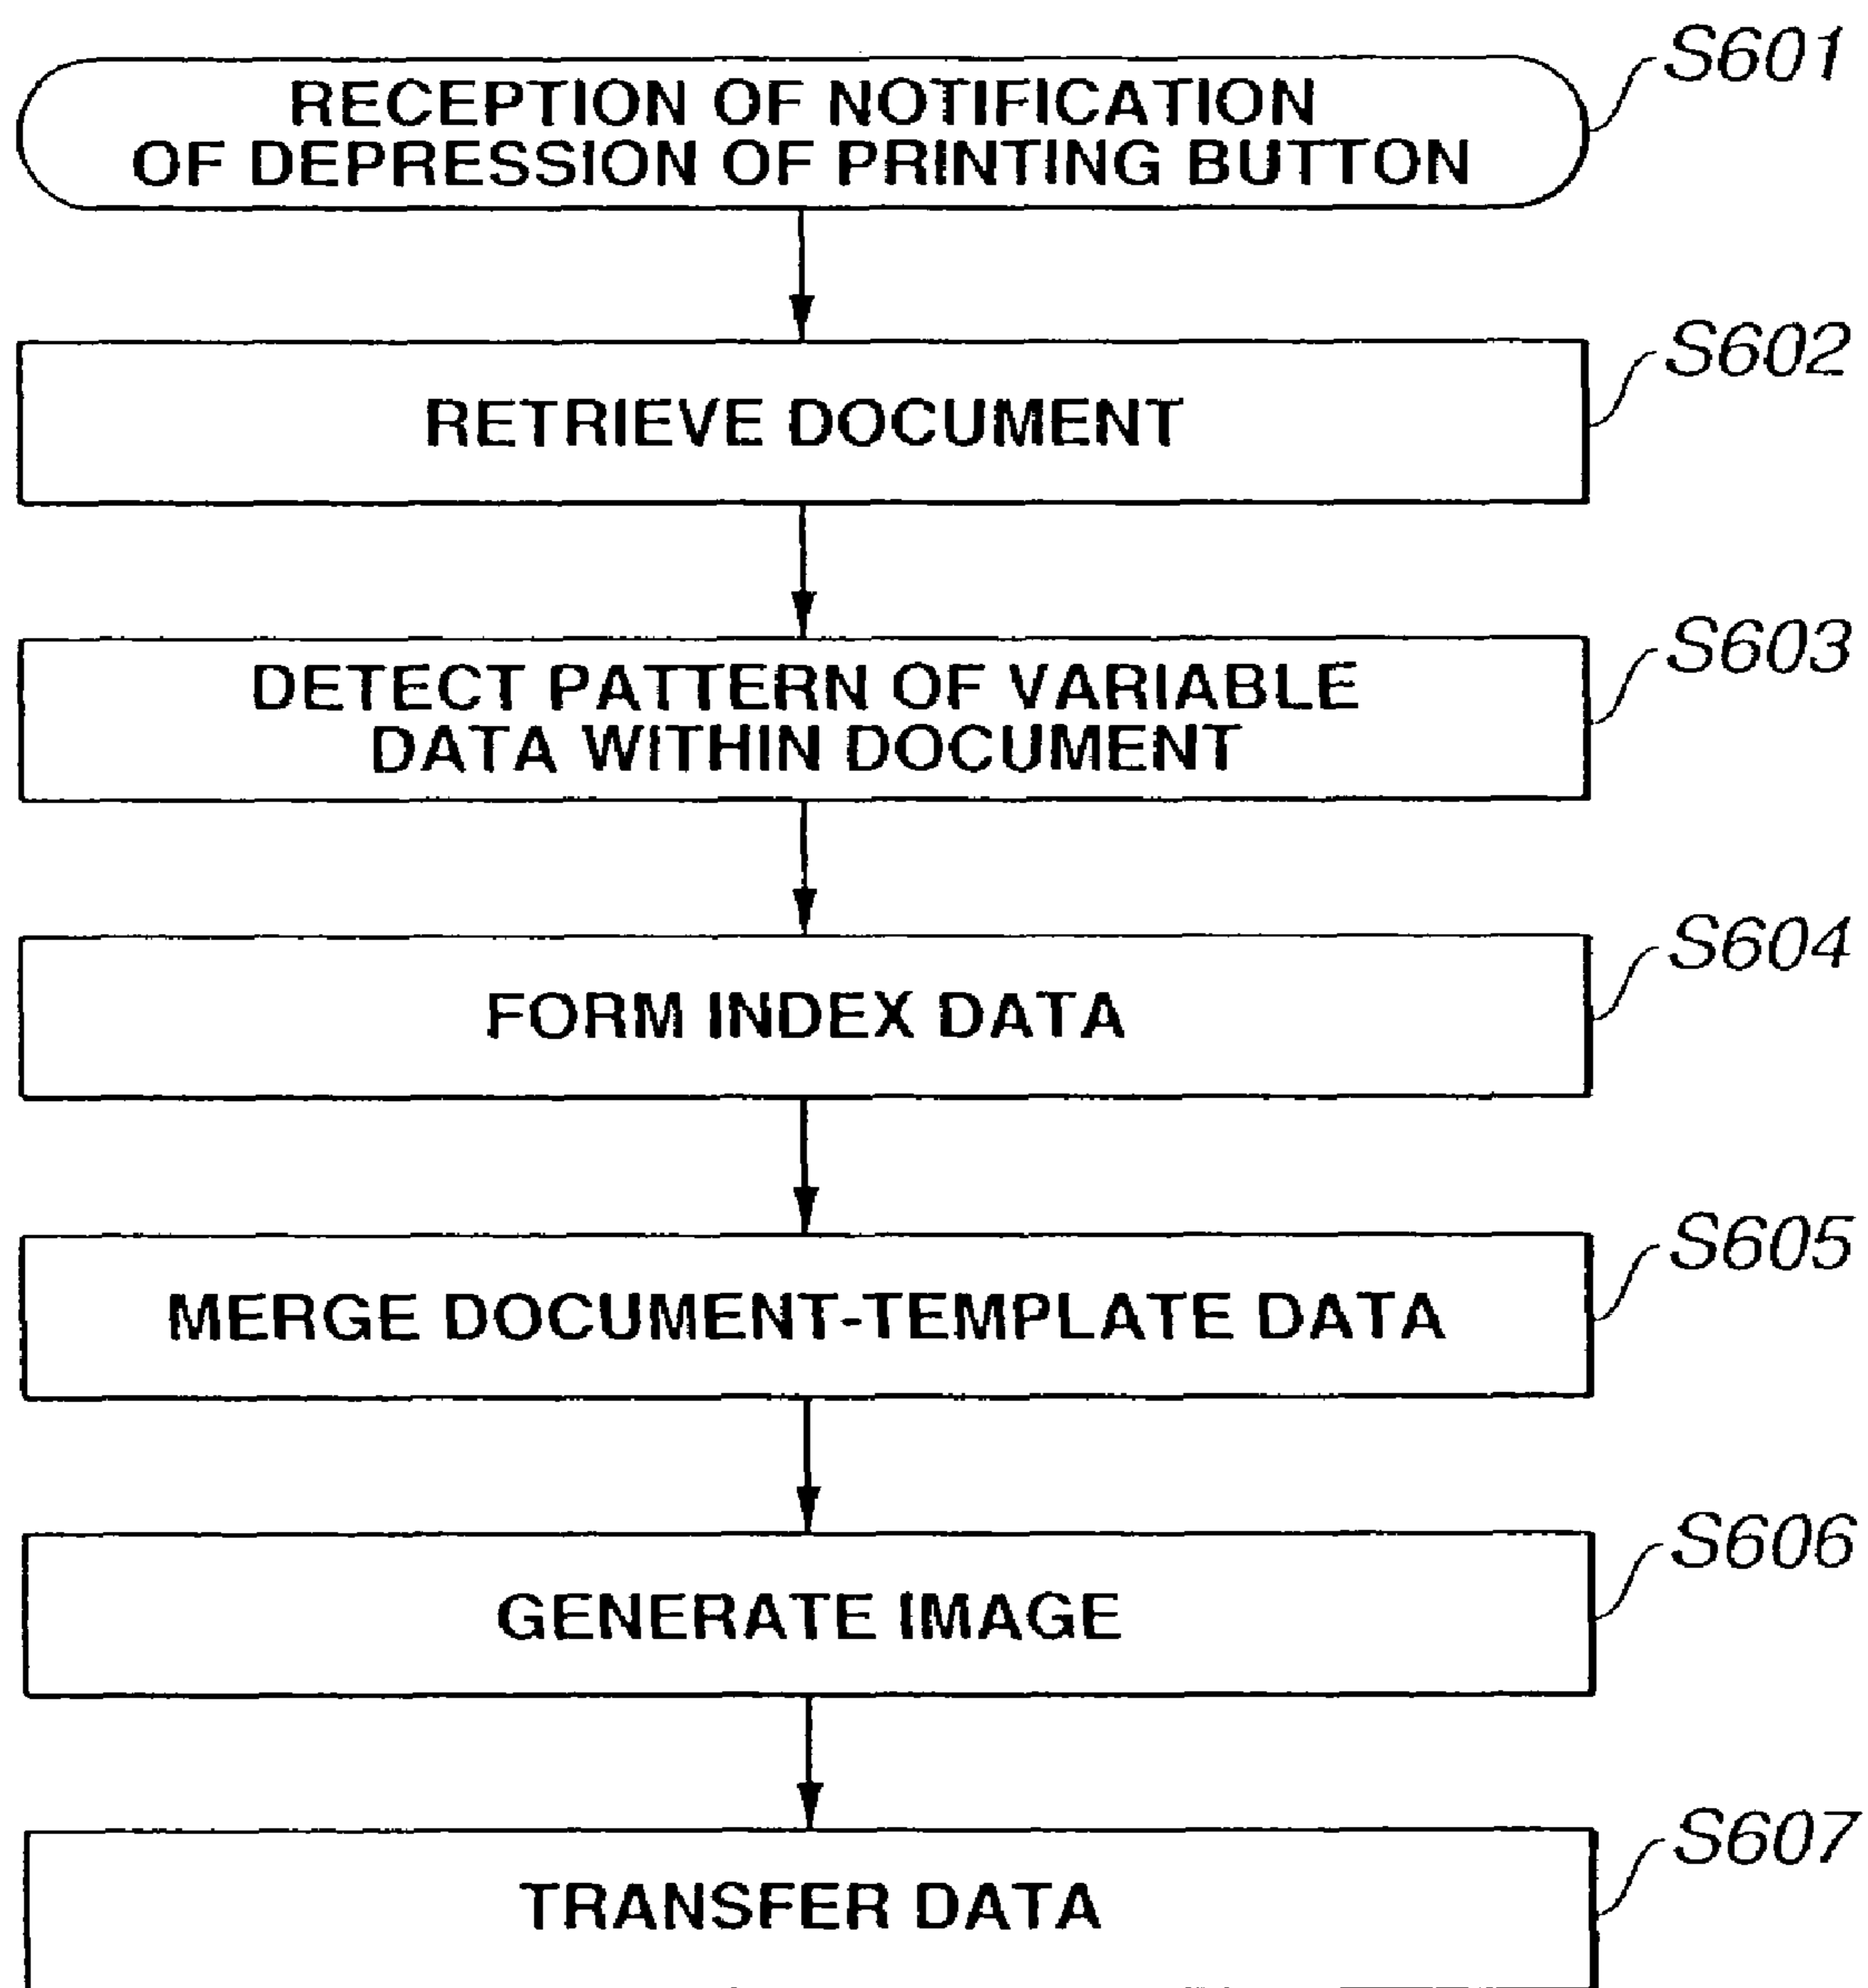 S601
RECEPTION OF NOTIFICATION
OF DEPRESSION OF PRINTING BUTTON
S602
RETRIEVE DOCUMENT
S603
DETECT PATTERN OF VARIABLE
DATA WITHIN DOCUMENT
S604
FORM INDEX DATA
S605
MERGE DOCUMENT-TEMPLATE DATA
S606
GENERATE IMAGE
S607
TRANSFER DATA